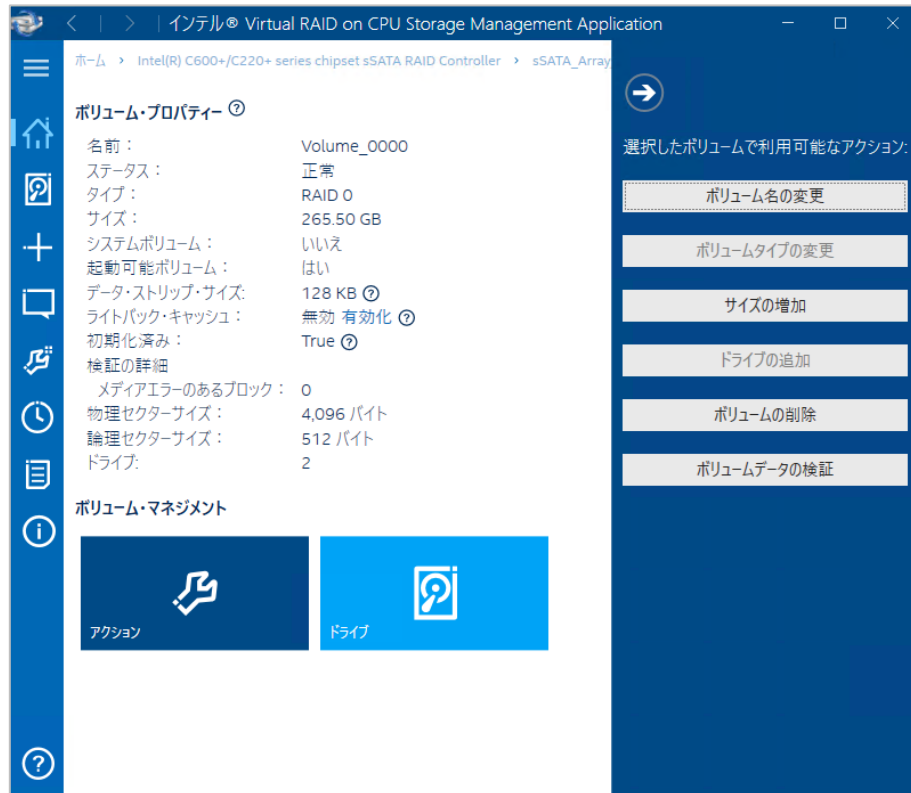 インテル® Virtual RAID on CPU Storage Management Application
ホーム › Intel(R) C600+/C220+ series chipset sSATA RAID Controller › sSATA_Array
ボリューム・プロパティー ?
名前： Volume_0000
ステータス： 正常
タイプ： RAID 0
サイズ： 265.50 GB
システムボリューム： いいえ
起動可能ボリューム： はい
データ・ストリップ・サイズ: 128 KB ?
ライトバック・キャッシュ： 無効 有効化 ?
初期化済み： True ?
検証の詳細
メディアエラーのあるブロック： 0
物理セクターサイズ： 4,096 バイト
論理セクターサイズ： 512 バイト
ドライブ: 2
ボリューム・マネジメント
アクション
ドライブ
選択したボリュームで利用可能なアクション:
ボリューム名の変更
ボリュームタイプの変更
サイズの増加
ドライブの追加
ボリュームの削除
ボリュームデータの検証